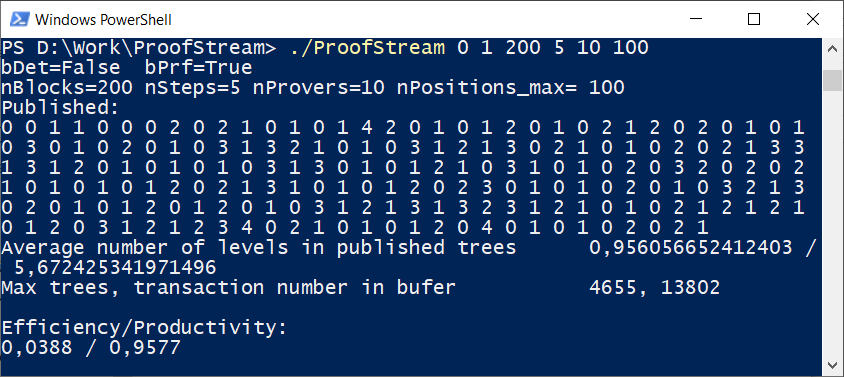 Windows PowerShell
PS D:\Work\ProofStream> ./ProofStream 0 1 200 5 10 100
bDet=False  bPrf=True
nBlocks=200 nSteps=5 nProvers=10 nPositions_max= 100
Published:
0 0 1 1 0 0 0 2 0 2 1 0 1 0 1 4 2 0 1 0 1 2 0 1 0 2 1 2 0 2 0 1 0 1
0 3 0 1 0 2 0 1 0 3 1 3 2 1 0 1 0 3 1 2 1 3 0 2 1 0 1 0 2 0 2 1 3 3
1 3 1 2 0 1 0 1 0 1 0 3 1 3 0 1 0 1 2 1 0 3 1 0 1 0 2 0 3 2 0 2 0 2
1 0 1 0 1 0 1 2 0 2 1 3 1 0 1 0 1 2 0 2 3 0 1 0 1 0 2 0 1 0 3 2 1 3
0 2 0 1 0 1 2 0 1 2 0 1 0 3 1 2 1 3 1 3 2 3 1 2 1 0 1 0 2 1 2 1 2 1
0 1 2 0 3 1 2 1 2 3 4 0 2 1 0 1 0 1 2 0 4 0 1 0 1 0 2 0 2 1
Average number of levels in published trees      0,956056652412403 /
 5,672425341971496
Max trees, transaction number in bufer           4655, 13802
Efficiency/Productivity:
0,0388 / 0,9577